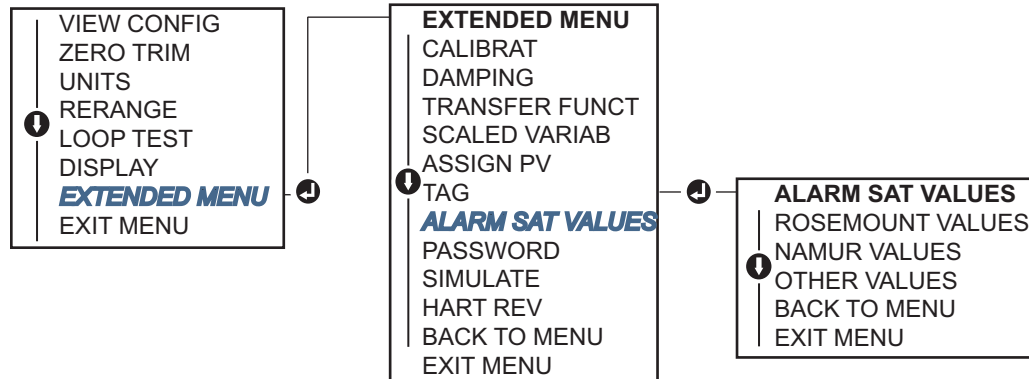 VIEW CONFIG
ZERO TRIM
UNITS
RERANGE
LOOP TEST
DISPLAY
EXTENDED MENU
EXIT MENU
EXTENDED MENU
CALIBRAT
DAMPING
TRANSFER FUNCT
SCALED VARIAB
ASSIGN PV
TAG
ALARM SAT VALUES
PASSWORD
SIMULATE
HART REV
BACK TO MENU
EXIT MENU
ALARM SAT VALUES
ROSEMOUNT VALUES
NAMUR VALUES
OTHER VALUES
BACK TO MENU
EXIT MENU